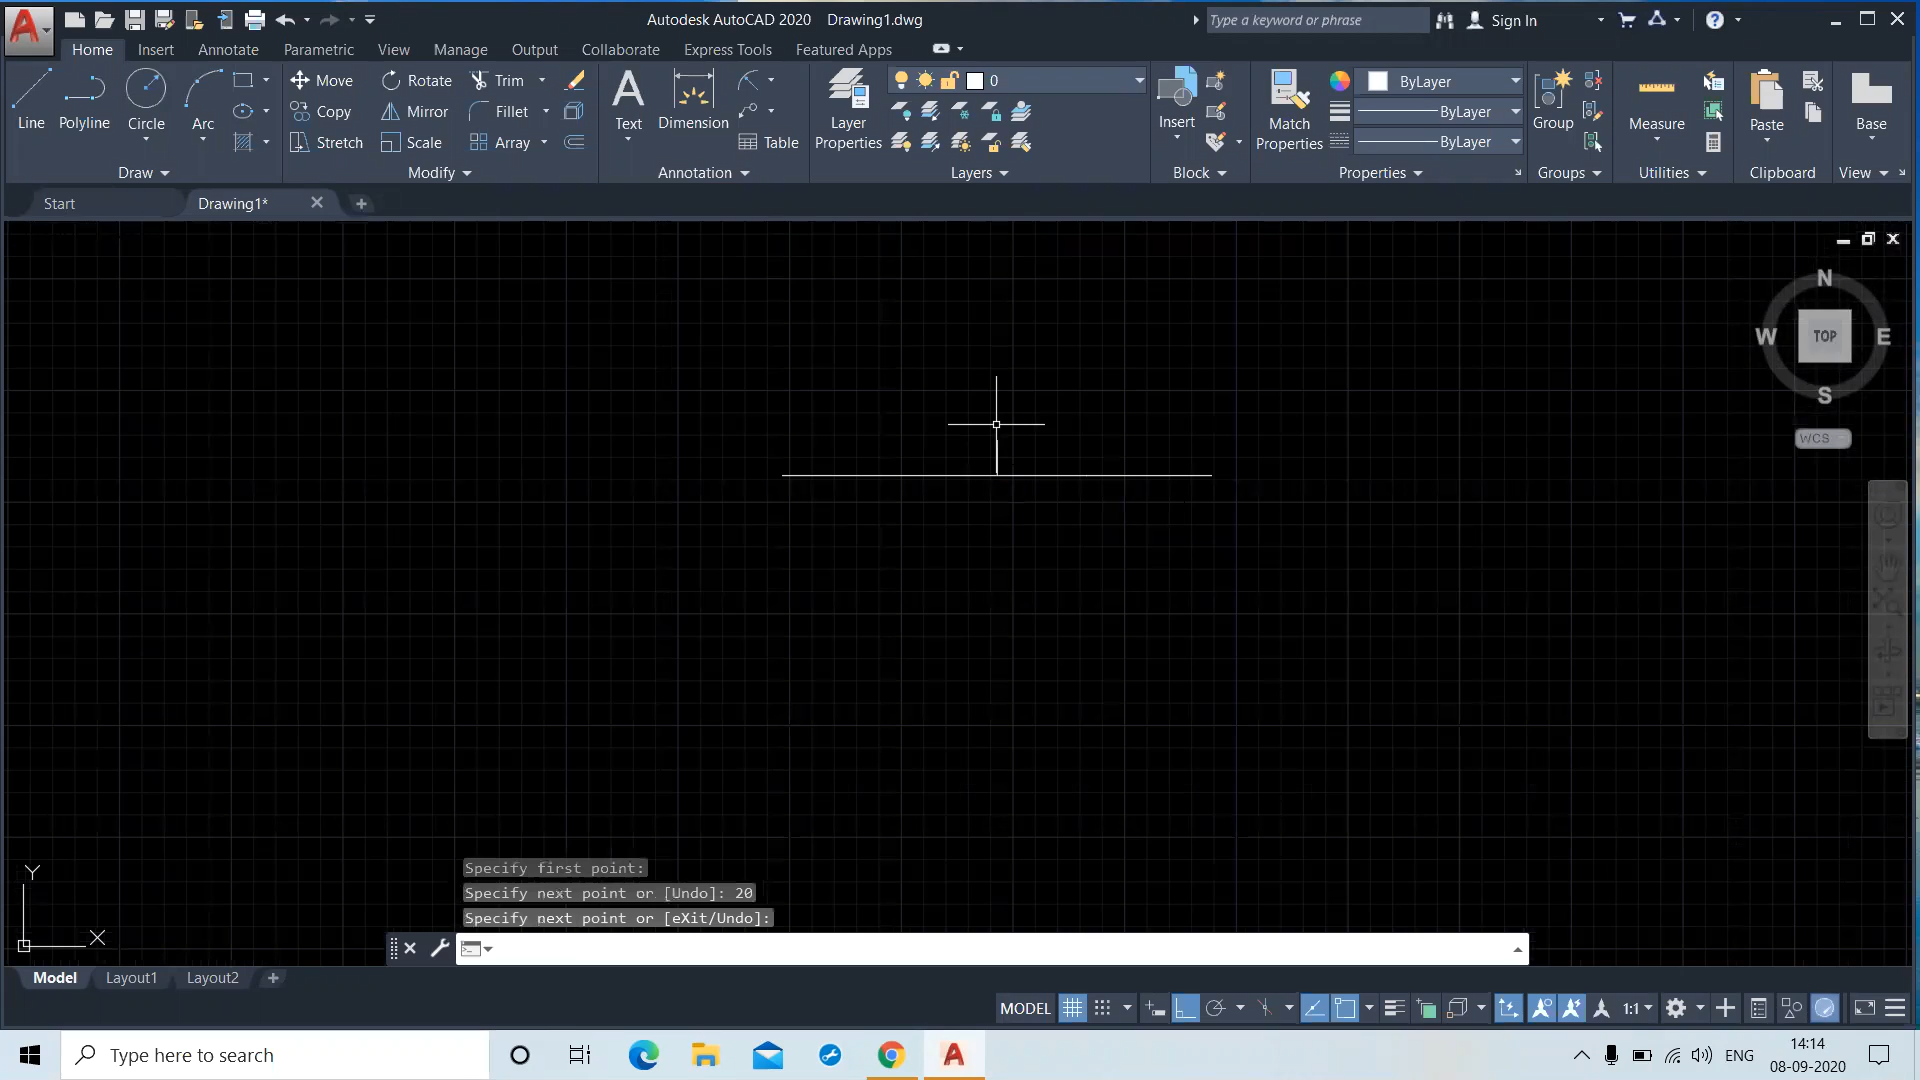 Autodesk AutoCAD 2020 Drawing1.dwg
Type a keyword or phrase
Sign In
Home Insert Annotate Parametric View Manage Output Collaborate Express Tools Featured Apps
Line
Polyline
Circle
Arc
Draw
Move Rotate Trim
Copy Mirror Fillet
Stretch Scale Array
Modify
Text
Dimension
Table
Annotation
Layer
Properties
0
Layers
Insert
Block
Match
Properties
ByLayer
ByLayer
ByLayer
Properties
Group
Groups
Measure
Utilities
Paste
Clipboard
Base
View
Start Drawing1*
N
W TOP E
S
WCS
Y
X
Specify first point:
Specify next point or [Undo]: 20
Specify next point or [eXit/Undo]:
Model Layout1 Layout2
MODEL 1:1
Type here to search
ENG
14:14
08-09-2020